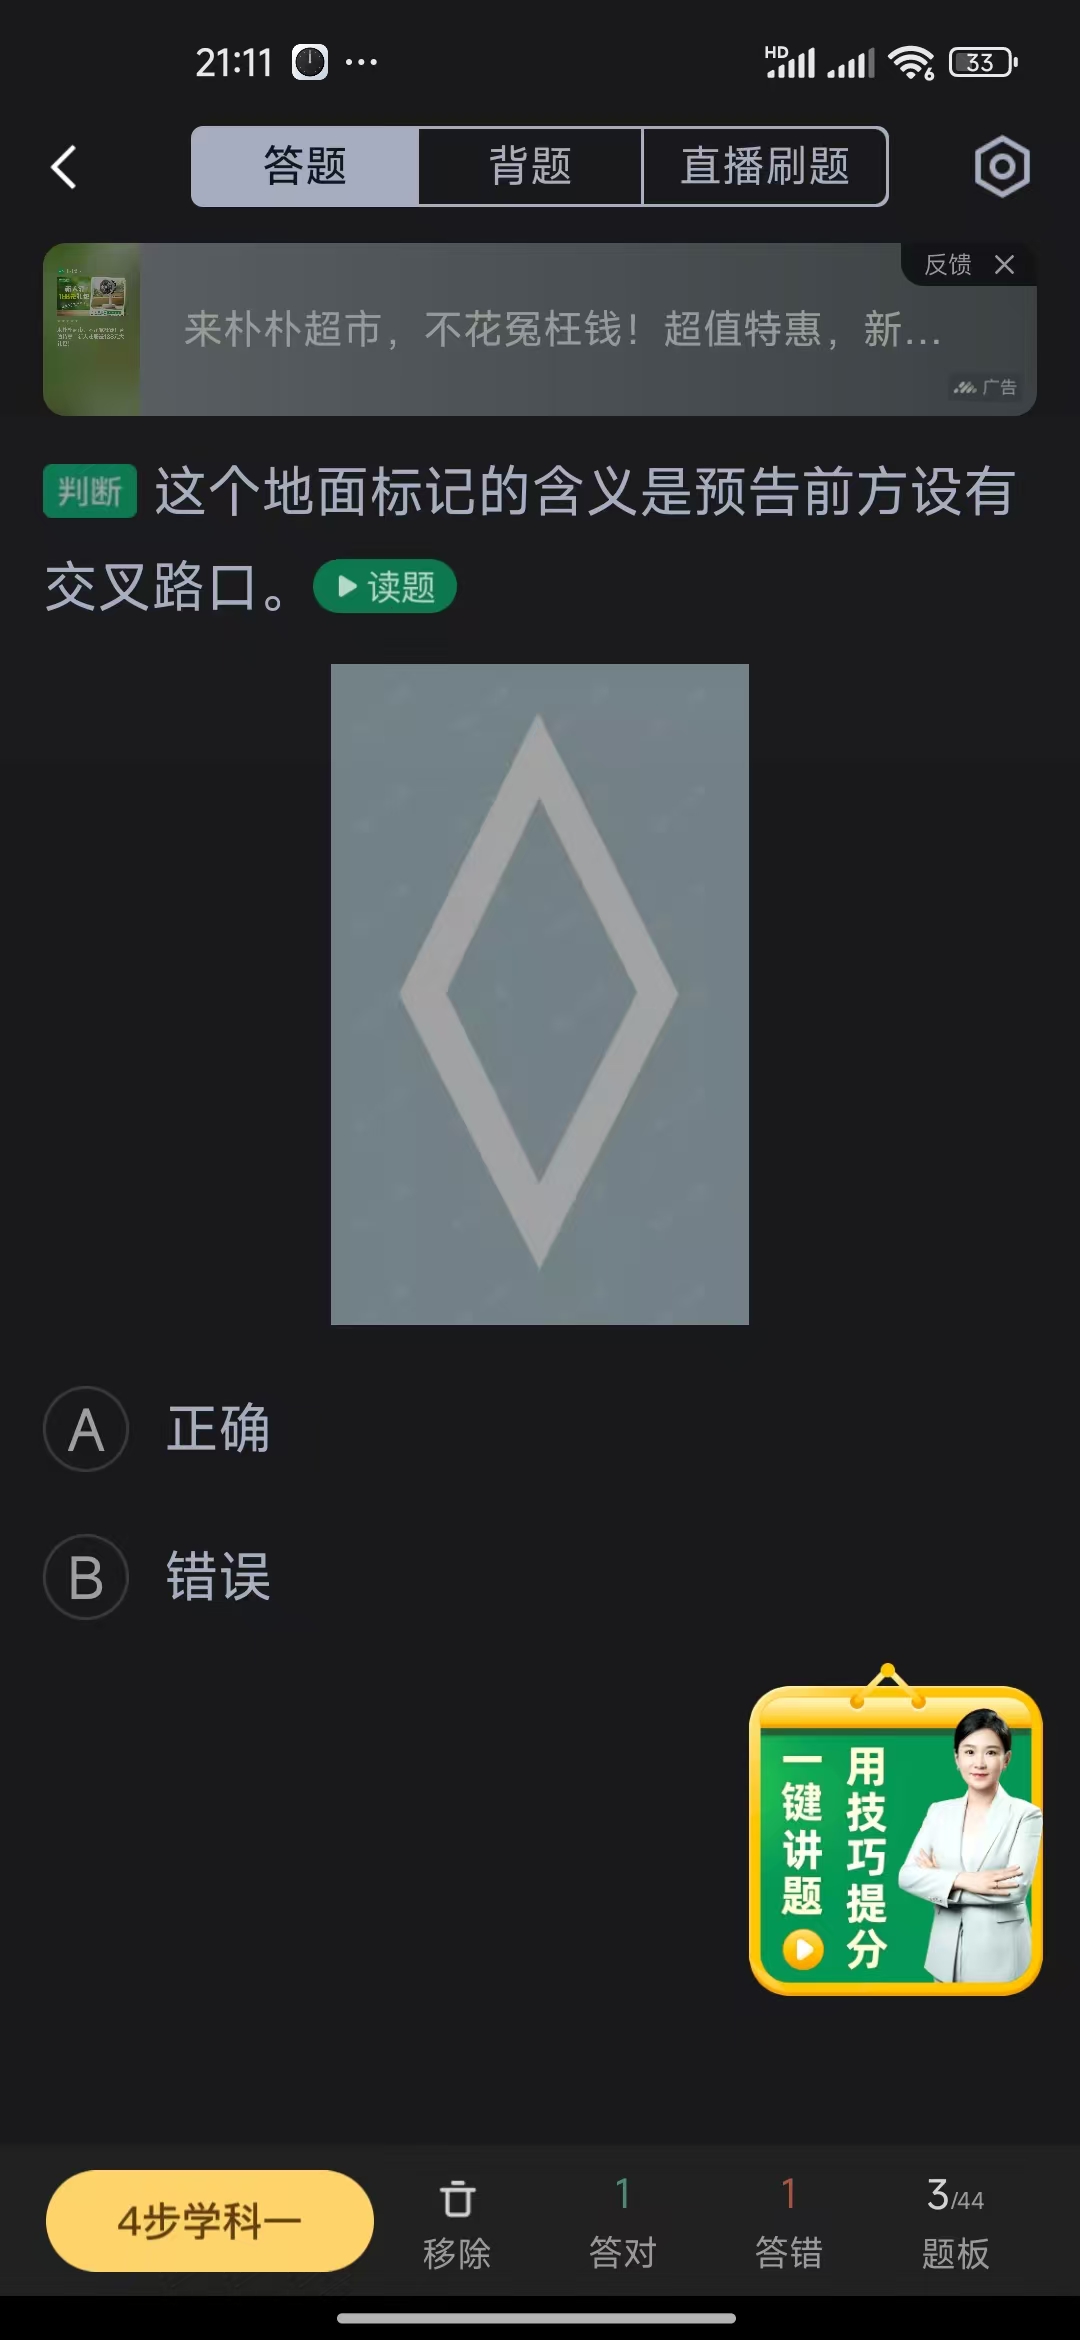 21:11
HD
6
33
答题 背题 直播刷题
反馈
来朴朴超市，不花冤枉钱！超值特惠，新...
广告
判断 这个地面标记的含义是预告前方设有
交叉路口。 读题
A 正确
B 错误
用技巧提分
一键讲题
4步学科一
移除
1
答对
1
答错
3/44
题板